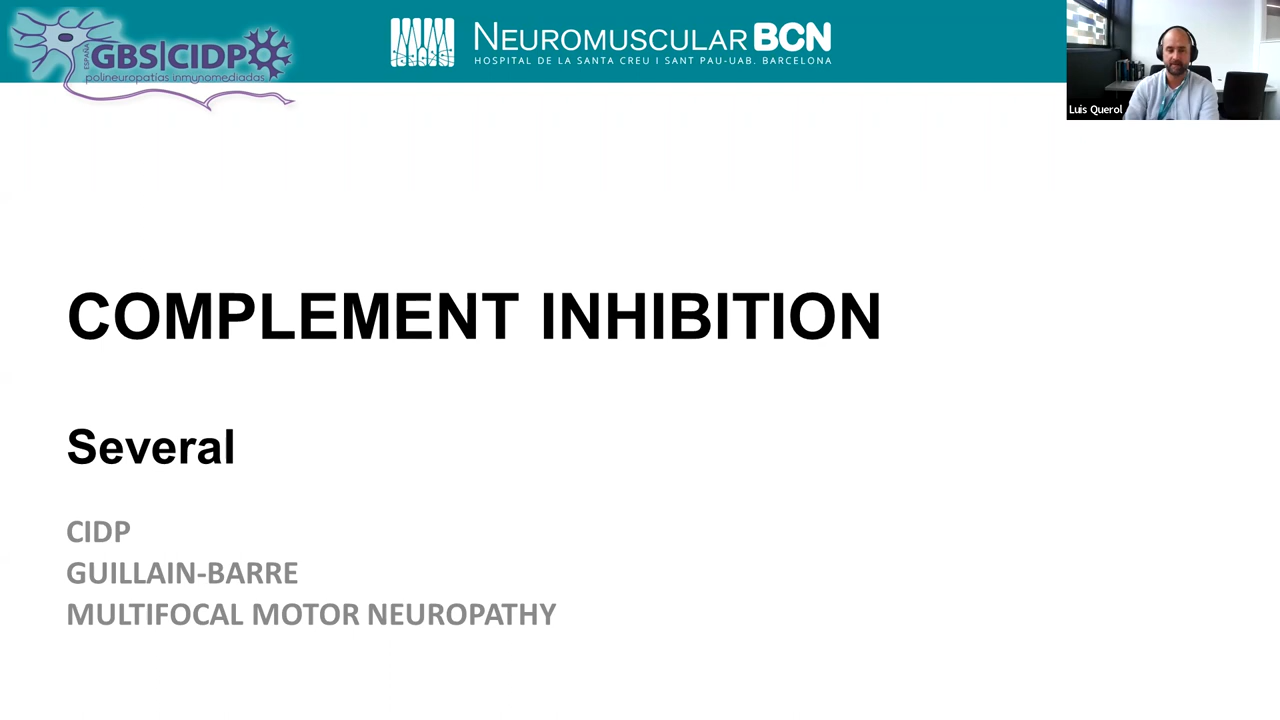 ESPAÑA
GBS|CIDP
polineuropatías inmunomediadas
NEUROMUSCULAR BCN
HOSPITAL DE LA SANTA CREU I SANT PAU-UAB. BARCELONA
Luis Querol
COMPLEMENT INHIBITION
Several
CIDP
GUILLAIN-BARRE
MULTIFOCAL MOTOR NEUROPATHY